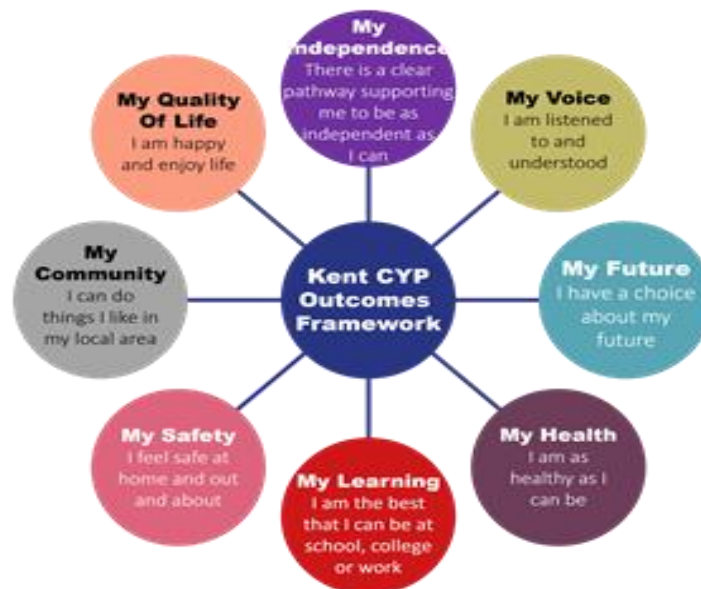 My
Independence
There is a clear
pathway supporting
me to be as
independent as
I can
My Voice
I am listened
to and
understood
My Future
I have a choice
about my
future
My Health
I am as
healthy as I
can be
My Learning
I am the best
that I can be at
school, college
or work
My Safety
I feel safe at
home and out
and about
My
Community
I can do
things I like in
my local area
My Quality
Of Life
I am happy
and enjoy life
Kent CYP
Outcomes
Framework